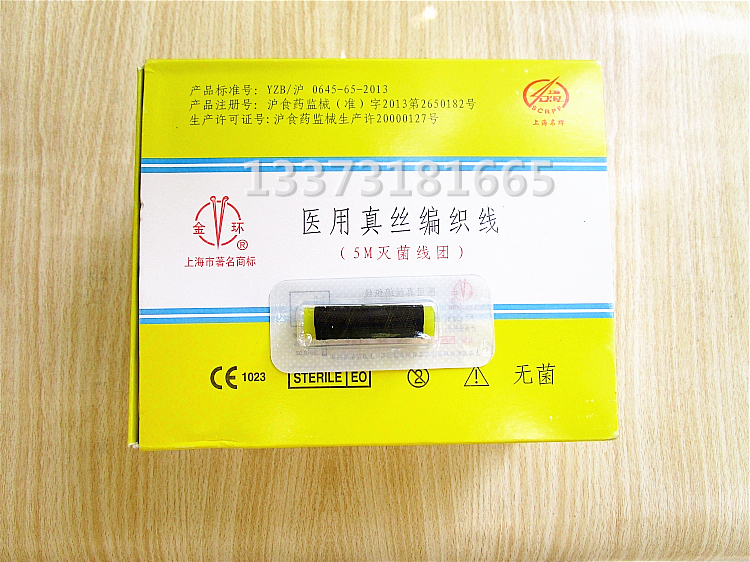 产品标准号: YZB/沪 0645-65-2013
产品注册号: 沪食药监械(准)字2013第2650182号
生产许可证号:沪食药监械生产许20000127号
SCRPF
上海名牌
13373181665
金环
®
上海市著名商标
医用真丝编织线
(5M灭菌线团)
CE 1023
STERILE EO
2
无菌